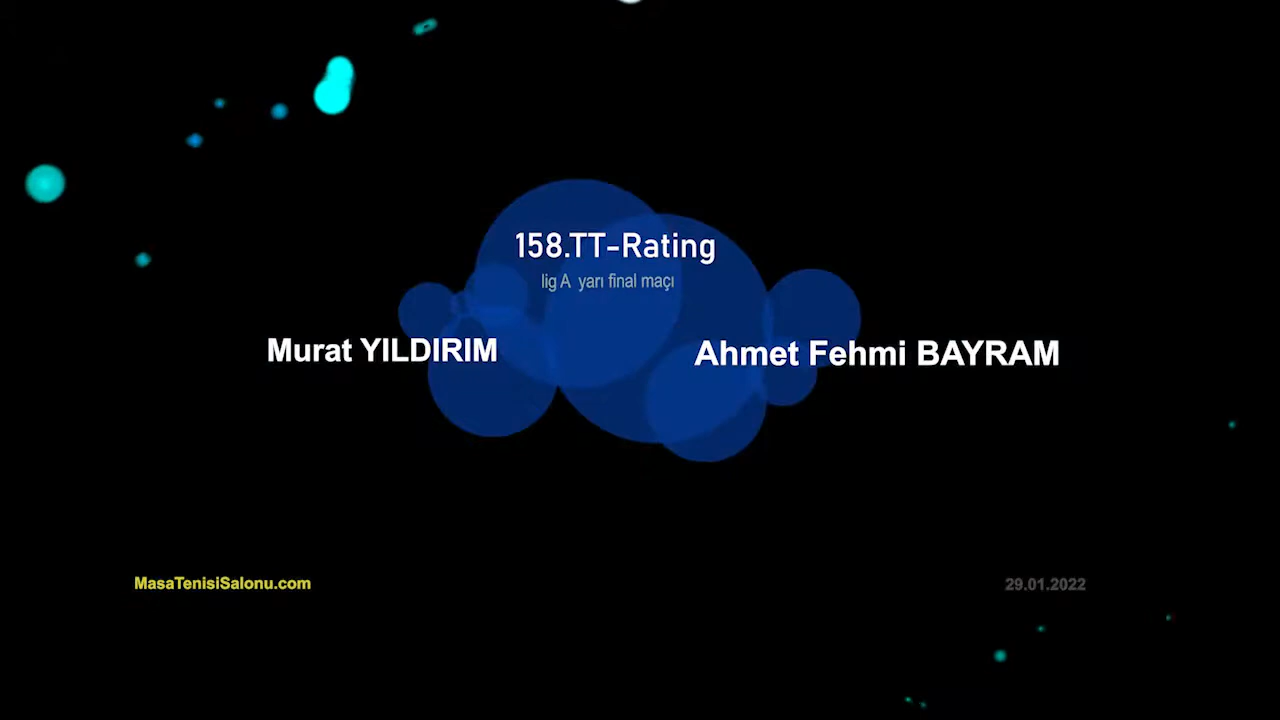 158.TT-Rating
lig A yarı final maçı
Murat YILDIRIM
Ahmet Fehmi BAYRAM
MasaTenisiSalonu.com
29.01.2022